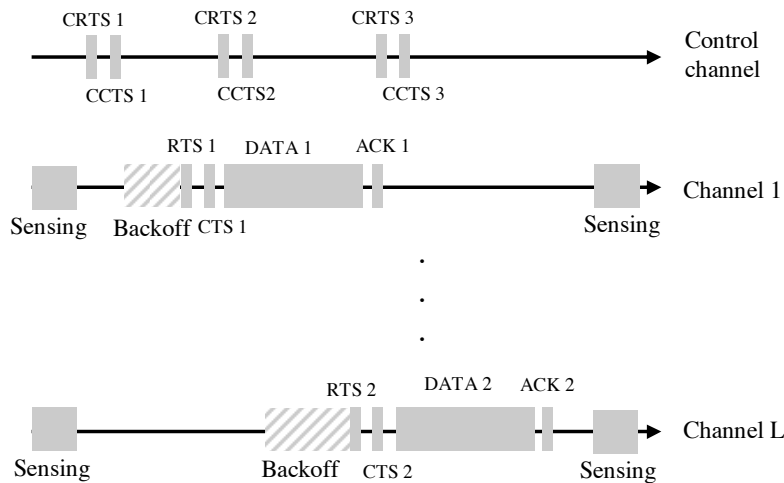 CRTS 1
CRTS 2
CRTS 3
Control
channel
CCTS 1
CCTS2
CCTS 3
RTS 1
DATA 1
ACK 1
Channel 1
Sensing
Backoff
CTS 1
Sensing
.
.
.
RTS 2
DATA 2
ACK 2
Channel L
Sensing
Backoff
CTS 2
Sensing